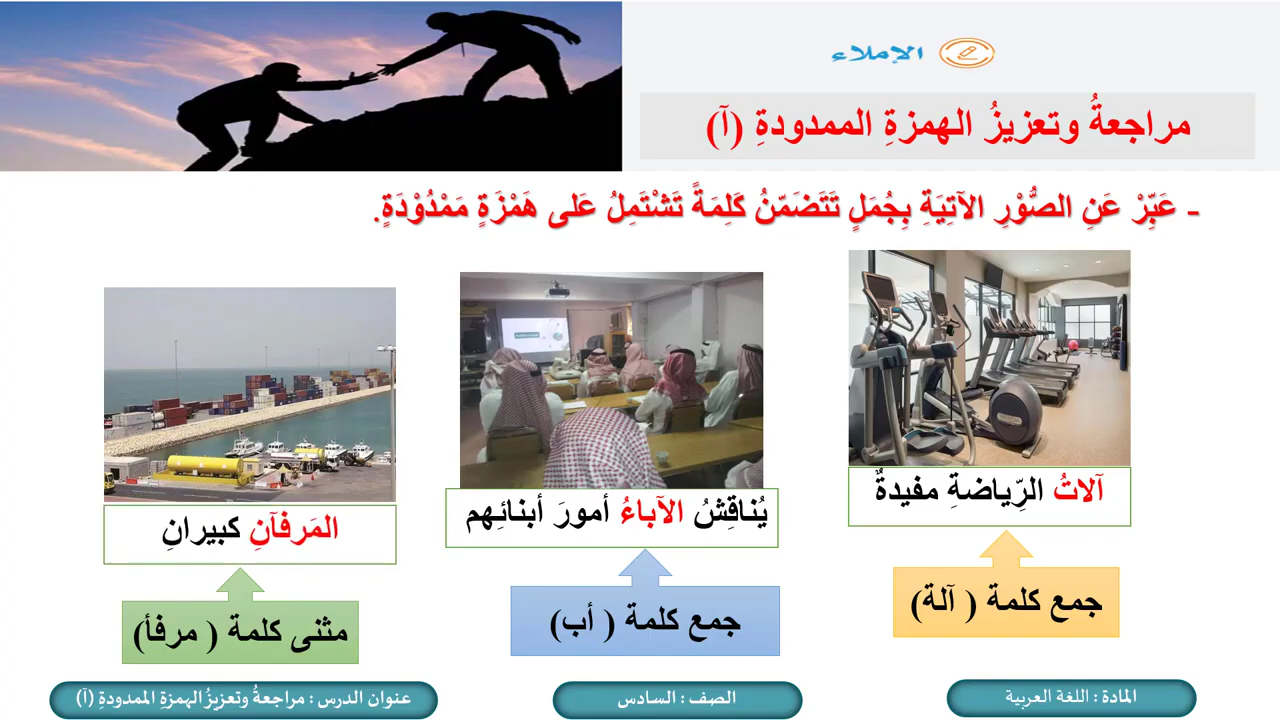 الإملاء
مراجعةُ وتعزيزُ الهمزةِ الممدودةِ (آ)
- عَبِّرْ عَنِ الصُّوْرِ الآتِيَةِ بِجُمَلٍ تَتَضَمّنُ كَلِمَةً تَشْتَمِلُ عَلى هَمْزَةٍ مَمْدُوْدَةٍ.
آلاتُ الرِّياضةِ مفيدةٌ
يُناقِشُ الآباءُ أمورَ أبنائِهم
المَرفآنِ كبيرانِ
جمع كلمة ( آلة)
جمع كلمة ( أب)
مثنى كلمة ( مرفأ)
المادة : اللغة العربية
الصف : السادس
عنوان الدرس : مراجعةُ وتعزيزُ الهمزةِ الممدودةِ (آ)